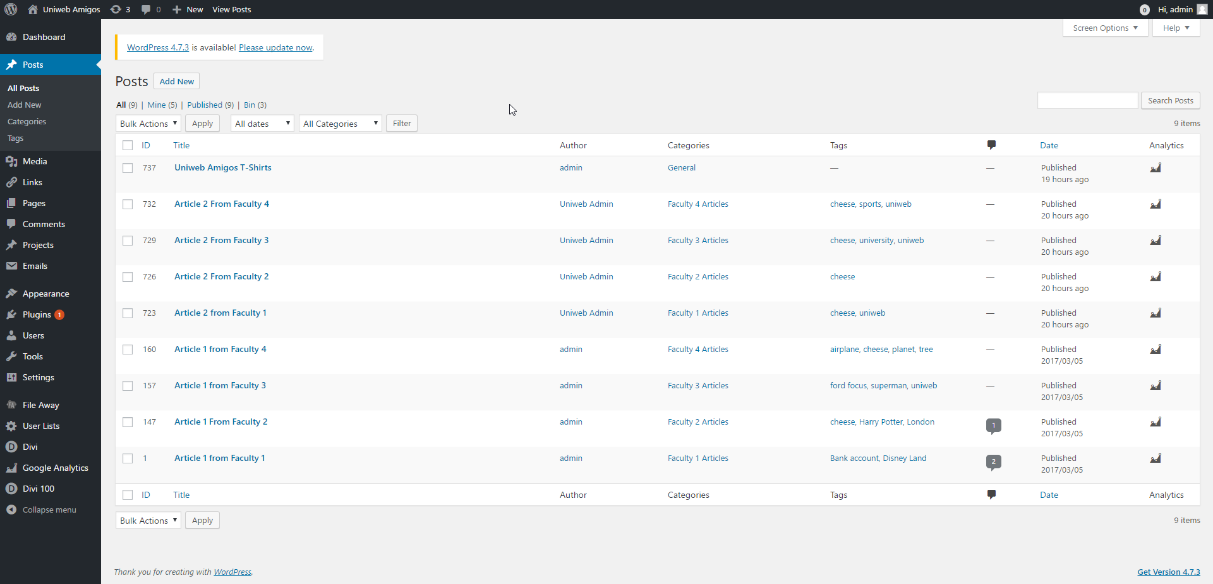 Uniweb Amigos 3 0 New View Posts 0 Hi, admin
Screen Options Help
Dashboard
Posts
All Posts
Add New
Categories
Tags
Media
Links
Pages
Comments
Projects
Emails
Appearance
Plugins 1
Users
Tools
Settings
File Away
User Lists
Divi
Google Analytics
Divi 100
Collapse menu
WordPress 4.7.3 is available! Please update now.
Posts Add New
All (9) | Mine (5) | Published (9) | Bin (3)
Search Posts
Bulk Actions Apply All dates All Categories Filter 9 items
ID Title Author Categories Tags Date Analytics
737 Uniweb Amigos T-Shirts admin General — — Published
19 hours ago
732 Article 2 From Faculty 4 Uniweb Admin Faculty 4 Articles cheese, sports, uniweb — Published
20 hours ago
729 Article 2 From Faculty 3 Uniweb Admin Faculty 3 Articles cheese, university, uniweb — Published
20 hours ago
726 Article 2 From Faculty 2 Uniweb Admin Faculty 2 Articles cheese — Published
20 hours ago
723 Article 2 from Faculty 1 Uniweb Admin Faculty 1 Articles cheese, uniweb — Published
20 hours ago
160 Article 1 from Faculty 4 admin Faculty 4 Articles airplane, cheese, planet, tree — Published
2017/03/05
157 Article 1 from Faculty 3 admin Faculty 3 Articles ford focus, superman, uniweb — Published
2017/03/05
147 Article 1 From Faculty 2 admin Faculty 2 Articles cheese, Harry Potter, London 1 Published
2017/03/05
1 Article 1 from Faculty 1 admin Faculty 1 Articles Bank account, Disney Land 2 Published
2017/03/05
ID Title Author Categories Tags Date Analytics
Bulk Actions Apply 9 items
Thank you for creating with WordPress. Get Version 4.7.3